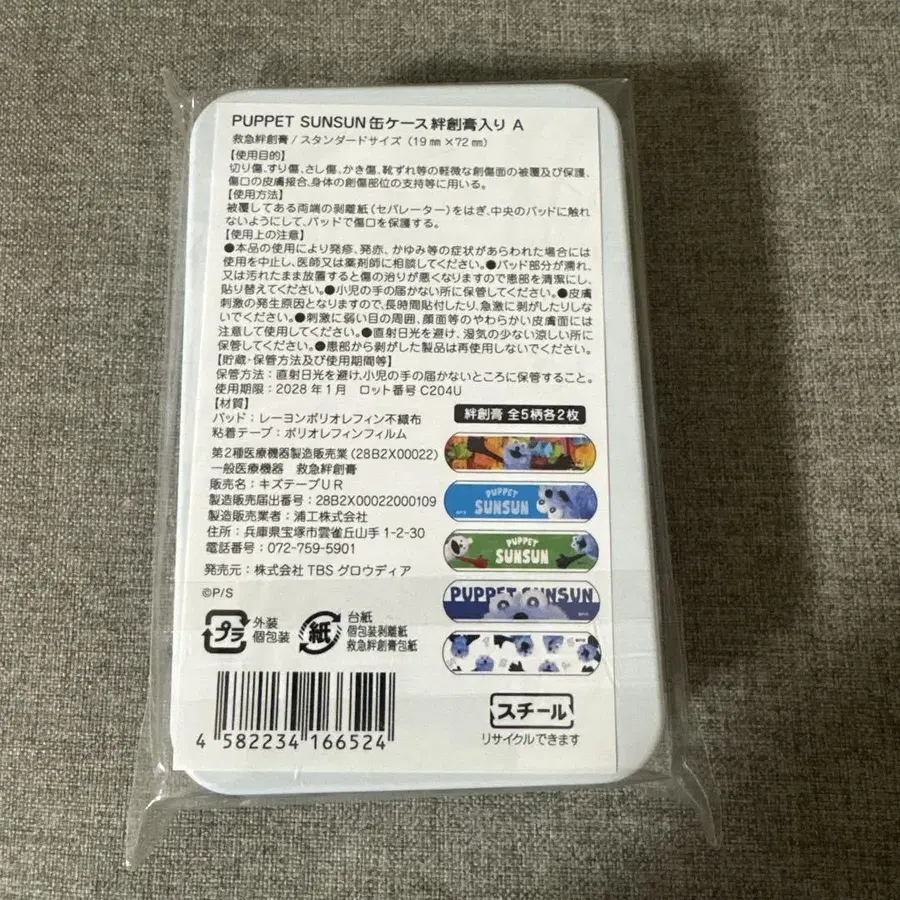 PUPPET SUNSUN 缶ケース絆創膏入り A
救急絆創膏/スタンダードサイズ(19㎜×72㎜)
【使用目的】
切り傷、すり傷、さし傷、かき傷、靴ずれ等の軽微な創傷面の被覆及び保護、
傷口の皮膚接合、身体の創傷部位の支持等に用いる。
【使用方法】
被覆してある両端の剥離紙(セパレーター)をはぎ、中央のパッドに触れ
ないようにして、パッドで傷口を保護する。
【使用上の注意】
●本品の使用により発疹、発赤、かゆみ等の症状があらわれた場合には
使用を中止し、医師又は薬剤師に相談してください。●パッド部分が濡れ、
又は汚れたまま放置すると傷の治りが悪くなりますので患部を清潔にし、
貼り替えてください。●小児の手の届かない所に保管してください。●皮膚
刺激の発生原因となりますので、長時間貼付したり、急激に剥がしたりしな
いでください。●刺激に弱い目の周囲、顔面等のやわらかい皮膚面には
注意して使用してください。●直射日光を避け、湿気の少ない涼しい所に
保管してください。●患部から剥がした製品は再使用しないでください。
【貯蔵・保管方法及び使用期間等】
保管方法:直射日光を避け、小児の手の届かないところに保管すること。
使用期限:2028年1月 ロット番号 C204U
【材質】
パッド:レーヨンポリオレフィン不織布
粘着テープ:ポリオレフィンフィルム
第2種医療機器製造販売業(28B2X00022)
一般医療機器 救急絆創膏
販売名:キズテープUR
製造販売届出番号:28B2X00022000109
製造販売業者:浦工株式会社
住所:兵庫県宝塚市雲雀丘山手1-2-30
電話番号:072-759-5901
発売元:株式会社 TBS グロウディア
©P/S
絆創膏 全5柄各2枚
PUPPET
SUNSUN
PUPPET
SUNSUN
PUPPET SUNSUN
プラ
外装
個包装
紙
台紙
個包装剥離紙
救急絆創膏包紙
4 582234 166524
スチール
リサイクルできます